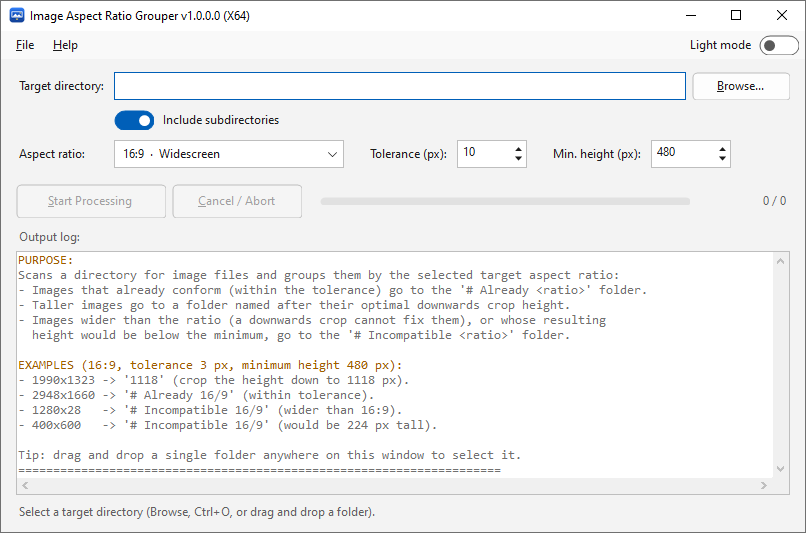 Image Aspect Ratio Grouper v1.0.0.0 (X64)
File Help Light mode
Target directory: Browse...
Include subdirectories
Aspect ratio: 16:9 · Widescreen Tolerance (px): 10 Min. height (px): 480
Start Processing Cancel / Abort 0 / 0
Output log:
PURPOSE:
Scans a directory for image files and groups them by the selected target aspect ratio:
- Images that already conform (within the tolerance) go to the '# Already <ratio>' folder.
- Taller images go to a folder named after their optimal downwards crop height.
- Images wider than the ratio (a downwards crop cannot fix them), or whose resulting
  height would be below the minimum, go to the '# Incompatible <ratio>' folder.
EXAMPLES (16:9, tolerance 3 px, minimum height 480 px):
- 1990x1323 -> '1118' (crop the height down to 1118 px).
- 2948x1660 -> '# Already 16/9' (within tolerance).
- 1280x28   -> '# Incompatible 16/9' (wider than 16:9).
- 400x600   -> '# Incompatible 16/9' (would be 224 px tall).
Tip: drag and drop a single folder anywhere on this window to select it.
=====================================================================
Select a target directory (Browse, Ctrl+O, or drag and drop a folder).